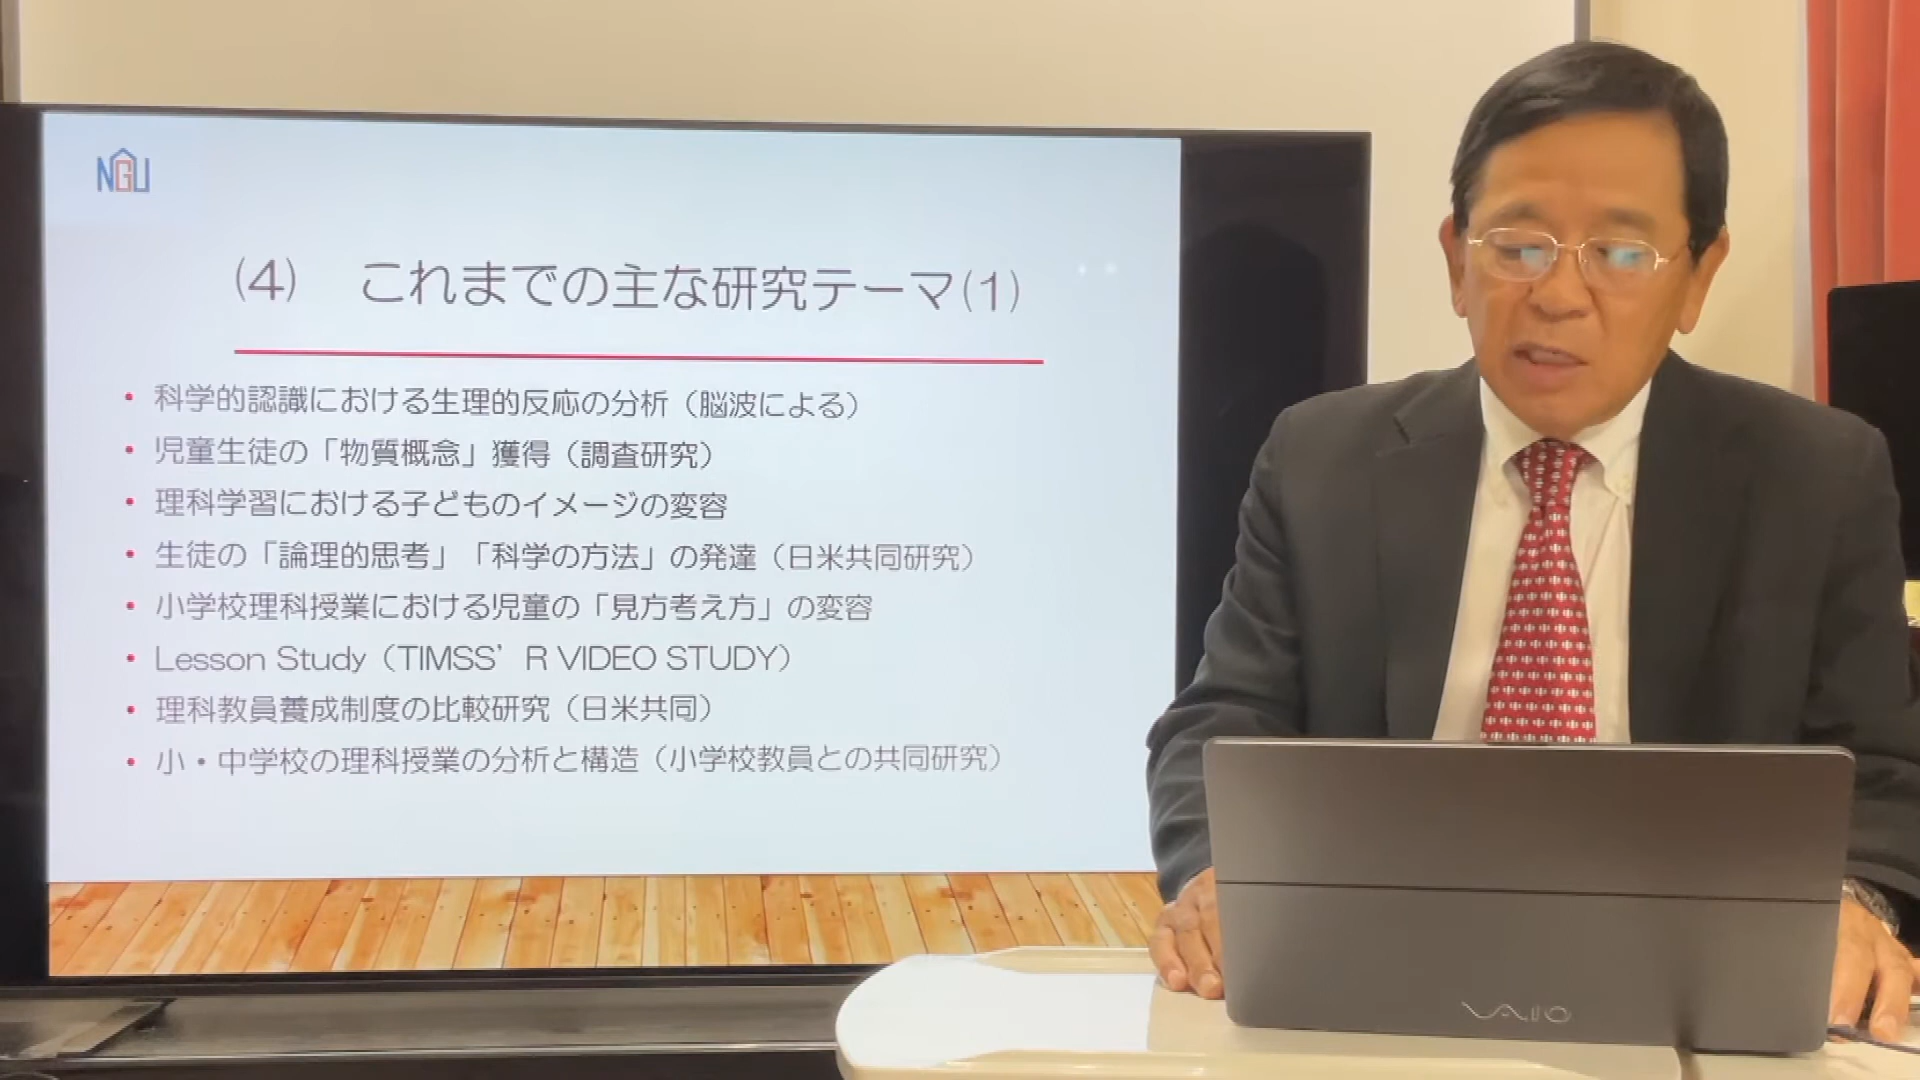 NGU
(4) これまでの主な研究テーマ(1)
• 科学的認識における生理的反応の分析（脳波による）
• 児童生徒の「物質概念」獲得（調査研究）
• 理科学習における子どものイメージの変容
• 生徒の「論理的思考」「科学の方法」の発達（日米共同研究）
• 小学校理科授業における児童の「見方考え方」の変容
• Lesson Study（TIMSS’R VIDEO STUDY）
• 理科教員養成制度の比較研究（日米共同）
• 小・中学校の理科授業の分析と構造（小学校教員との共同研究）
VAIO